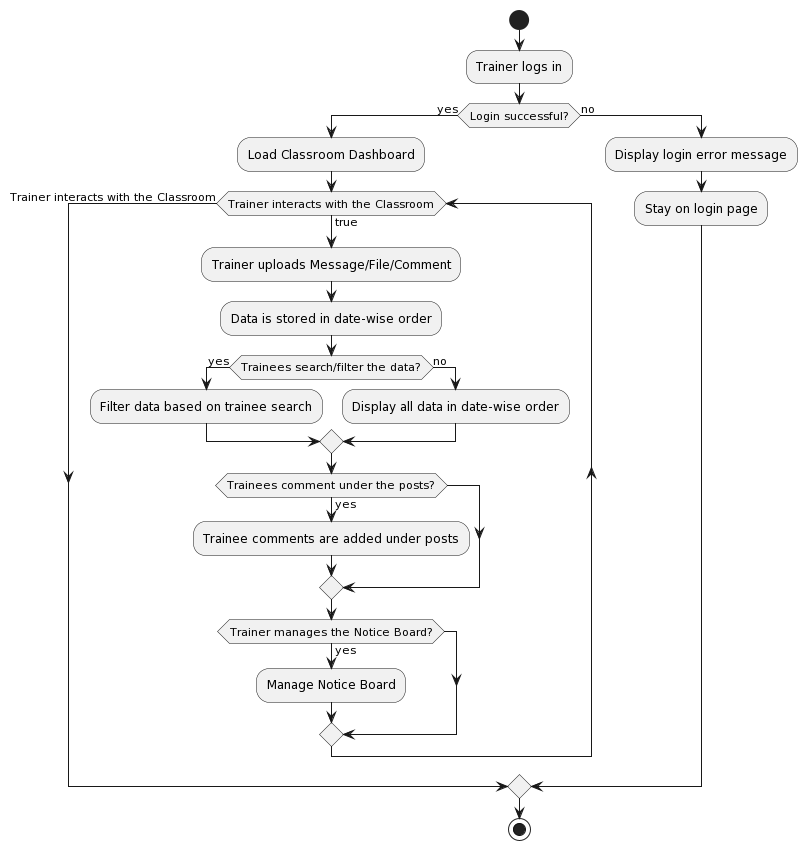 Trainer logs in
yes
Login successful?
no
Load Classroom Dashboard
Display login error message
Trainer interacts with the Classroom
Trainer interacts with the Classroom
Stay on login page
true
Trainer uploads Message/File/Comment
Data is stored in date-wise order
yes
Trainees search/filter the data?
no
Filter data based on trainee search
Display all data in date-wise order
Trainees comment under the posts?
yes
Trainee comments are added under posts
Trainer manages the Notice Board?
yes
Manage Notice Board